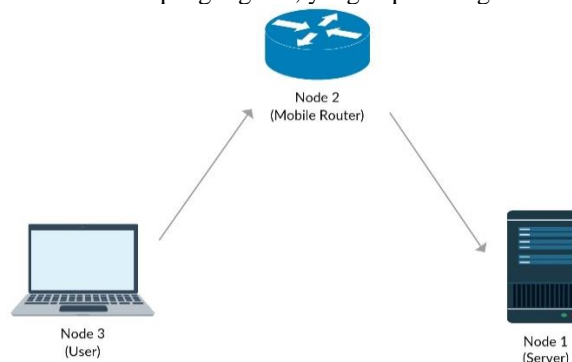 Node 2
(Mobile Router)
Node 3
(User)
Node 1
(Server)